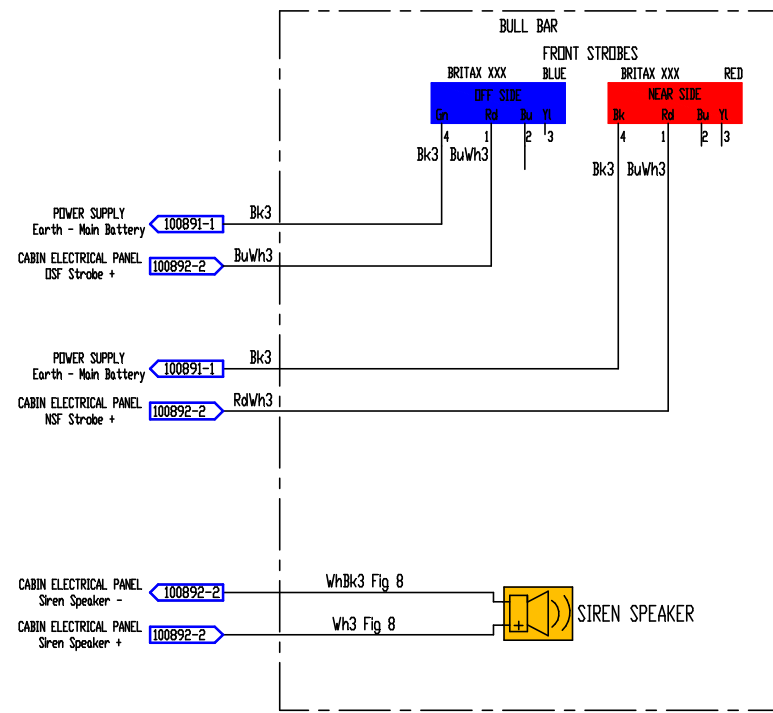 BULL BAR
FRONT STROBES
BRITAX XXX BLUE
BRITAX XXX RED
OFF SIDE
NEAR SIDE
Gn Rd Bu Yl
Bk Rd Bu Yl
4 1 2 3
4 1 2 3
Bk3 BuWh3
Bk3 BuWh3
POWER SUPPLY
Earth - Main Battery
100891-1
Bk3
CABIN ELECTRICAL PANEL
OSF Strobe +
100892-2
BuWh3
POWER SUPPLY
Earth - Main Battery
100891-1
Bk3
CABIN ELECTRICAL PANEL
NSF Strobe +
100892-2
RdWh3
CABIN ELECTRICAL PANEL
Siren Speaker -
100892-2
WhBk3 Fig 8
CABIN ELECTRICAL PANEL
Siren Speaker +
100892-2
Wh3 Fig 8
+
SIREN SPEAKER